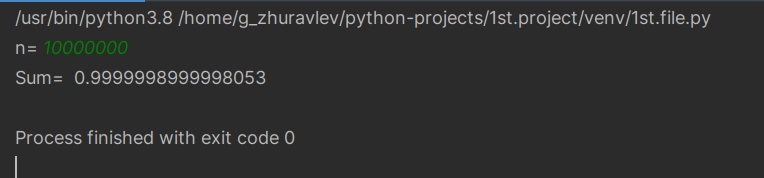 /usr/bin/python3.8 /home/g_zhuravlev/python-projects/1st.project/venv/1st.file.py
n= 10000000
Sum=  0.9999998999998053
Process finished with exit code 0